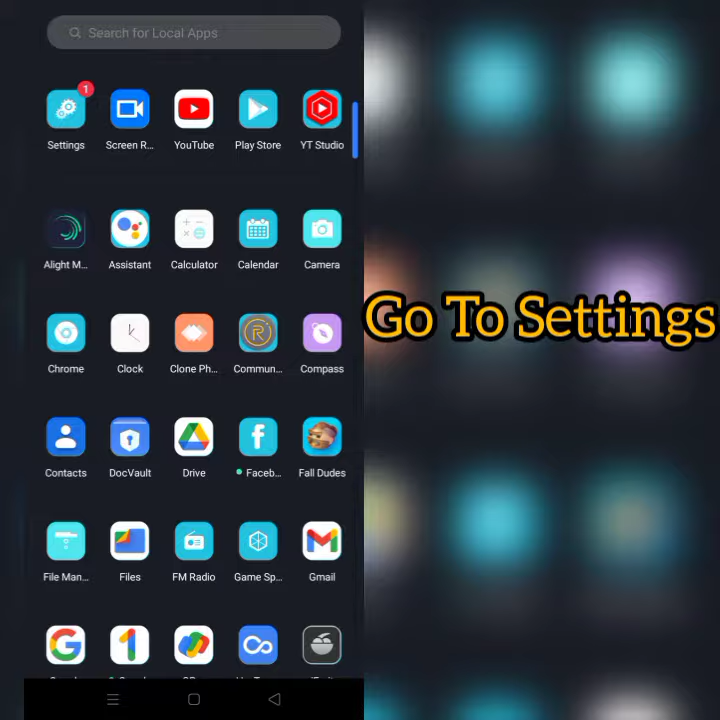 Search for Local Apps
1
Settings Screen R... YouTube Play Store YT Studio
Alight M... Assistant Calculator Calendar Camera
Go To Settings
Chrome Clock Clone Ph... Commun... Compass
Contacts DocVault Drive Faceb... Fall Dudes
File Man... Files FM Radio Game Sp... Gmail